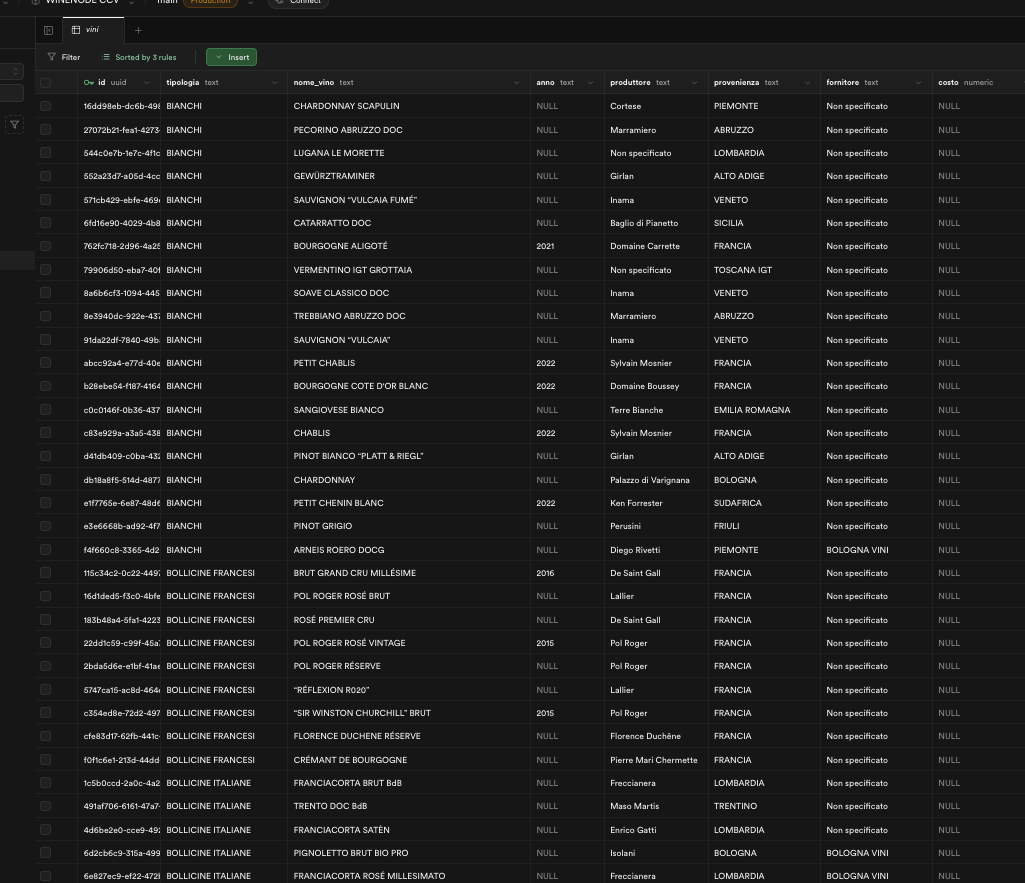 WINENODE CCV main Production Connect
vini
Filter Sorted by 3 rules Insert
id uuid tipologia text nome_vino text anno text produttore text provenienza text fornitore text costo numeric
16dd98eb-dc6b-498 BIANCHI CHARDONNAY SCAPULIN NULL Cortese PIEMONTE Non specificato NULL
27072b21-fea1-4273- BIANCHI PECORINO ABRUZZO DOC NULL Marramiero ABRUZZO Non specificato NULL
544c0e7b-1e7c-4f1c BIANCHI LUGANA LE MORETTE NULL Non specificato LOMBARDIA Non specificato NULL
552a23d7-a05d-4cc BIANCHI GEWÜRZTRAMINER NULL Girlan ALTO ADIGE Non specificato NULL
571cb429-ebfe-469 BIANCHI SAUVIGNON “VULCAIA FUMÉ” NULL Inama VENETO Non specificato NULL
6fd16e90-4029-4b8 BIANCHI CATARRATTO DOC NULL Baglio di Pianetto SICILIA Non specificato NULL
762fc718-2d96-4a25 BIANCHI BOURGOGNE ALIGOTÉ 2021 Domaine Carrette FRANCIA Non specificato NULL
79906d50-eba7-40f BIANCHI VERMENTINO IGT GROTTAIA NULL Non specificato TOSCANA IGT Non specificato NULL
8a6b6cf3-1094-445 BIANCHI SOAVE CLASSICO DOC NULL Inama VENETO Non specificato NULL
8e3940dc-922e-437 BIANCHI TREBBIANO ABRUZZO DOC NULL Marramiero ABRUZZO Non specificato NULL
91da22df-7840-49b BIANCHI SAUVIGNON “VULCAIA” NULL Inama VENETO Non specificato NULL
abcc92a4-e77d-40e BIANCHI PETIT CHABLIS 2022 Sylvain Mosnier FRANCIA Non specificato NULL
b28ebe54-f187-4164 BIANCHI BOURGOGNE COTE D'OR BLANC 2022 Domaine Boussey FRANCIA Non specificato NULL
c0c0146f-0b36-437 BIANCHI SANGIOVESE BIANCO NULL Terre Bianche EMILIA ROMAGNA Non specificato NULL
c83e929a-a3a5-438 BIANCHI CHABLIS 2022 Sylvain Mosnier FRANCIA Non specificato NULL
d41db409-c0ba-432 BIANCHI PINOT BIANCO “PLATT & RIEGL” NULL Girlan ALTO ADIGE Non specificato NULL
db18a8f5-514d-4877 BIANCHI CHARDONNAY NULL Palazzo di Varignana BOLOGNA Non specificato NULL
e1f7765e-6e87-48d6 BIANCHI PETIT CHENIN BLANC 2022 Ken Forrester SUDAFRICA Non specificato NULL
e3e6668b-ad92-4f7 BIANCHI PINOT GRIGIO NULL Perusini FRIULI Non specificato NULL
f4f660c8-3365-4d2 BIANCHI ARNEIS ROERO DOCG NULL Diego Rivetti PIEMONTE BOLOGNA VINI NULL
115c34c2-0c22-4497 BOLLICINE FRANCESI BRUT GRAND CRU MILLÉSIME 2016 De Saint Gall FRANCIA Non specificato NULL
16d1ded5-f3c0-4bfe BOLLICINE FRANCESI POL ROGER ROSÉ BRUT NULL Lallier FRANCIA Non specificato NULL
183b48a4-5fa1-4223 BOLLICINE FRANCESI ROSÉ PREMIER CRU NULL De Saint Gall FRANCIA Non specificato NULL
22dd1c59-c99f-45a7 BOLLICINE FRANCESI POL ROGER ROSÉ VINTAGE 2015 Pol Roger FRANCIA Non specificato NULL
2bda5d6e-e1bf-41ae BOLLICINE FRANCESI POL ROGER RÉSERVE NULL Pol Roger FRANCIA Non specificato NULL
5747ca15-ac8d-464 BOLLICINE FRANCESI “RÉFLEXION R020” NULL Lallier FRANCIA Non specificato NULL
c354ed8e-72d2-497 BOLLICINE FRANCESI “SIR WINSTON CHURCHILL” BRUT 2015 Pol Roger FRANCIA Non specificato NULL
cfe83d17-62fb-441c- BOLLICINE FRANCESI FLORENCE DUCHENE RÉSERVE NULL Florence Duchêne FRANCIA Non specificato NULL
f0f1c6e1-213d-44dd BOLLICINE FRANCESI CRÉMANT DE BOURGOGNE NULL Pierre Mari Chermette FRANCIA Non specificato NULL
1c5b0ccd-2a0c-4a2 BOLLICINE ITALIANE FRANCIACORTA BRUT BdB NULL Freccianera LOMBARDIA Non specificato NULL
491af706-6161-47a7- BOLLICINE ITALIANE TRENTO DOC BdB NULL Maso Martis TRENTINO Non specificato NULL
4d6be2e0-cce9-492 BOLLICINE ITALIANE FRANCIACORTA SATÈN NULL Enrico Gatti LOMBARDIA Non specificato NULL
6d2cb6c9-315a-499 BOLLICINE ITALIANE PIGNOLETTO BRUT BIO PRO NULL Isolani BOLOGNA BOLOGNA VINI NULL
6e827ec9-ef22-472 BOLLICINE ITALIANE FRANCIACORTA ROSÉ MILLESIMATO NULL Freccianera LOMBARDIA BOLOGNA VINI NULL